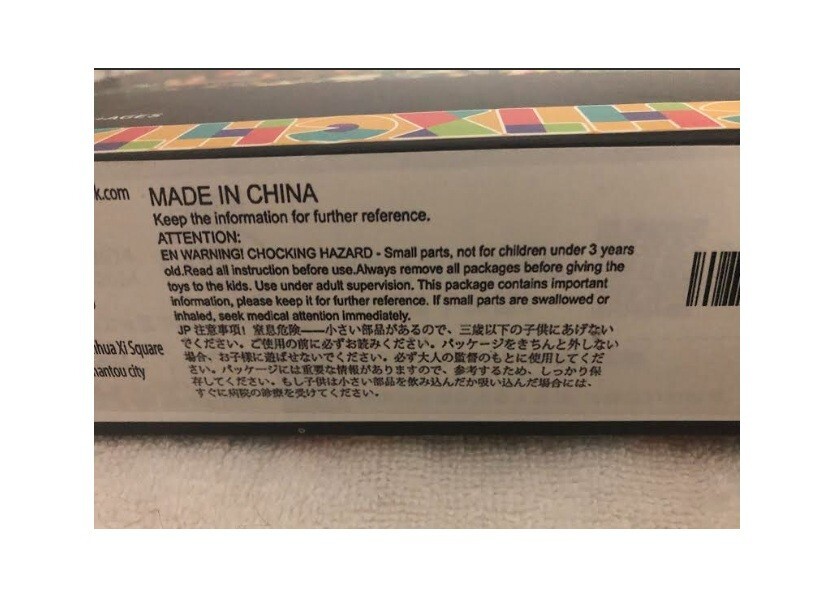 AGES
k.com
MADE IN CHINA
Keep the information for further reference.
ATTENTION:
EN WARNING! CHOCKING HAZARD - Small parts, not for children under 3 years
old.Read all instruction before use.Always remove all packages before giving the
toys to the kids. Use under adult supervision. This package contains important
information, please keep it for further reference. If small parts are swallowed or
inhaled, seek medical attention immediately.
JP 注意事項! 窒息危険——小さい部品があるので、三歳以下の子供にあげない
でください。ご使用の前に必ずお読みください。パッケージをきちんと外しない
場合、お子様に遊ばせないでください。必ず大人の監督のもとに使用してくだ
さい。パッケージには重要な情報がありますので、参考するため、しっかり保
存してください。もし子供は小さい部品を飲み込んだか吸い込んだ場合には、
すぐに病院の診療を受けてください。
hua Xi Square
antou city